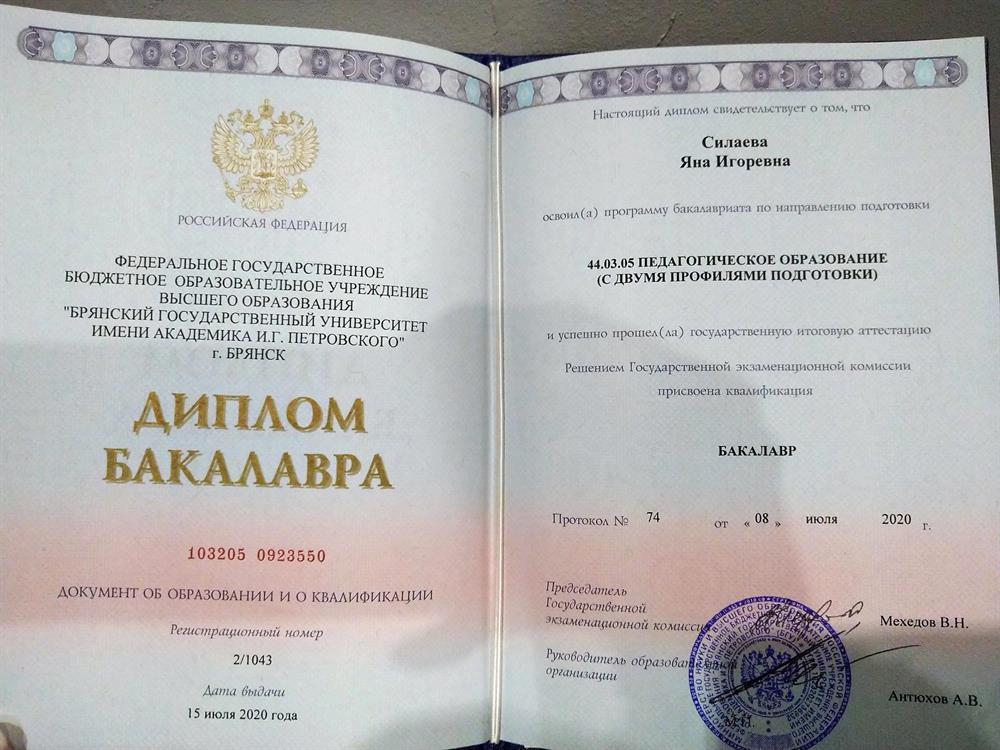 РОССИЙСКАЯ ФЕДЕРАЦИЯ
ФЕДЕРАЛЬНОЕ ГОСУДАРСТВЕННОЕ
БЮДЖЕТНОЕ ОБРАЗОВАТЕЛЬНОЕ УЧРЕЖДЕНИЕ
ВЫСШЕГО ОБРАЗОВАНИЯ
"БРЯНСКИЙ ГОСУДАРСТВЕННЫЙ УНИВЕРСИТЕТ
ИМЕНИ АКАДЕМИКА И.Г. ПЕТРОВСКОГО"
г. БРЯНСК
ДИПЛОМ
БАКАЛАВРА
103205 0923550
ДОКУМЕНТ ОБ ОБРАЗОВАНИИ И О КВАЛИФИКАЦИИ
Регистрационный номер
2/1043
Дата выдачи
15 июля 2020 года
Настоящий диплом свидетельствует о том, что
Силаева
Яна Игоревна
освоил(а) программу бакалавриата по направлению подготовки
44.03.05 ПЕДАГОГИЧЕСКОЕ ОБРАЗОВАНИЕ
(С ДВУМЯ ПРОФИЛЯМИ ПОДГОТОВКИ)
и успешно прошел(ла) государственную итоговую аттестацию
Решением Государственной экзаменационной комиссии
присвоена квалификация
БАКАЛАВР
Протокол № 74 от « 08 » июля 2020 г.
Председатель
Государственной
экзаменационной комиссии
Мехедов В.Н.
Руководитель образовательной
организации
Антюхов А.В.
М.П.